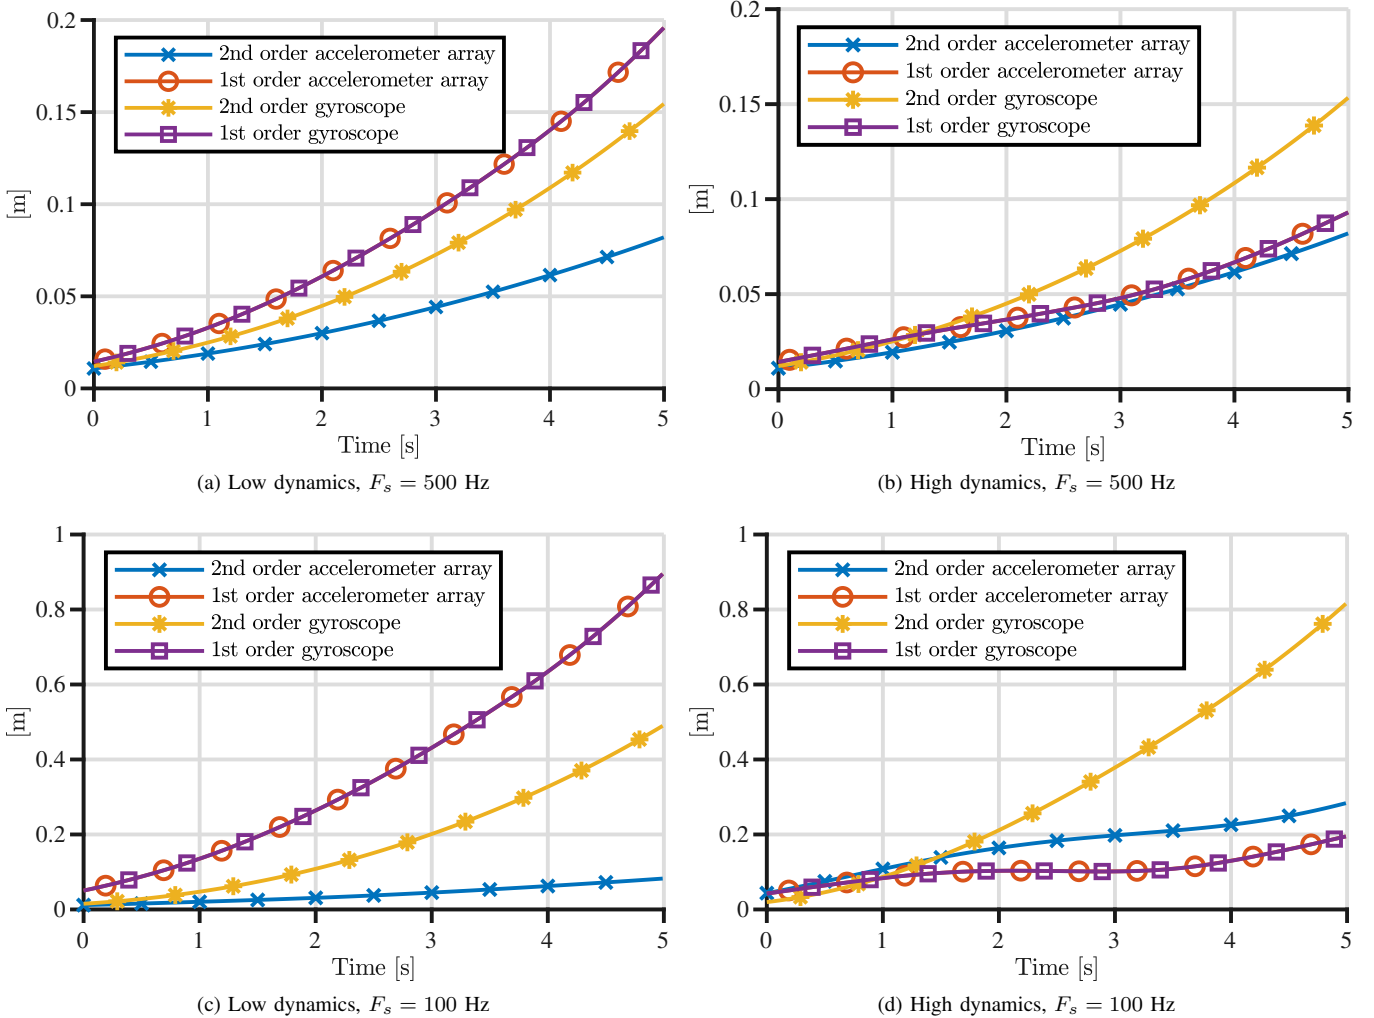 0.2
0.15
0.1
0.05
0
[m]
2nd order accelerometer array
1st order accelerometer array
2nd order gyroscope
1st order gyroscope
0 1 2 3 4 5
Time [s]
(a) Low dynamics, F_s = 500 Hz
0.2
0.15
0.1
0.05
0
[m]
2nd order accelerometer array
1st order accelerometer array
2nd order gyroscope
1st order gyroscope
0 1 2 3 4 5
Time [s]
(b) High dynamics, F_s = 500 Hz
1
0.8
0.6
0.4
0.2
0
[m]
2nd order accelerometer array
1st order accelerometer array
2nd order gyroscope
1st order gyroscope
0 1 2 3 4 5
Time [s]
(c) Low dynamics, F_s = 100 Hz
1
0.8
0.6
0.4
0.2
0
[m]
2nd order accelerometer array
1st order accelerometer array
2nd order gyroscope
1st order gyroscope
0 1 2 3 4 5
Time [s]
(d) High dynamics, F_s = 100 Hz